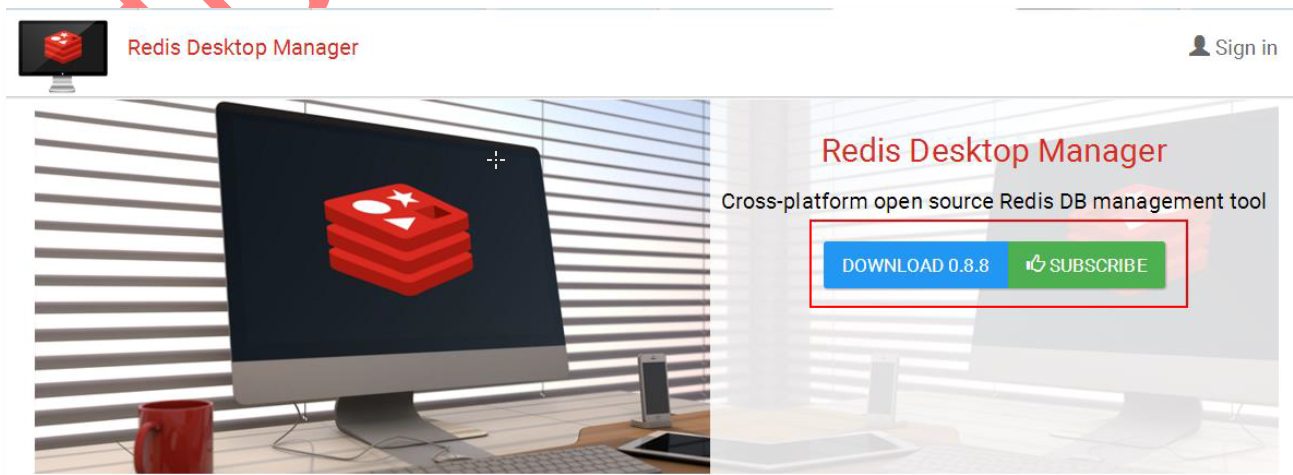 Redis Desktop Manager
Sign in
Redis Desktop Manager
Cross-platform open source Redis DB management tool
DOWNLOAD 0.8.8 SUBSCRIBE